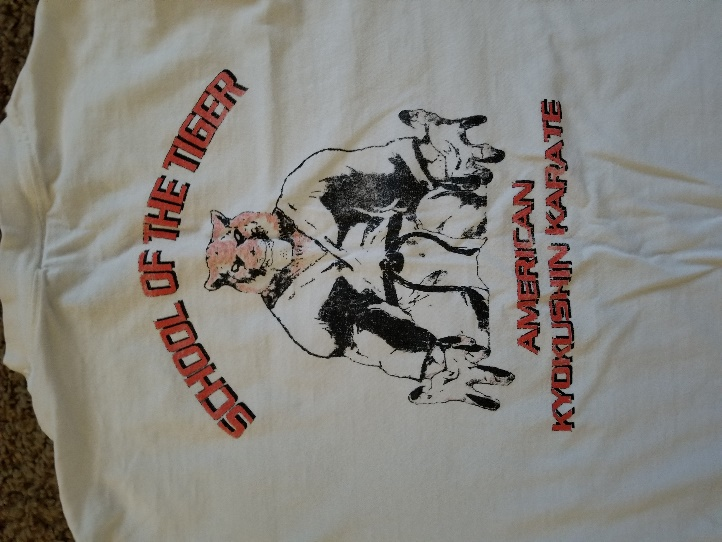 SCHOOL OF THE TIGER
AMERICAN
KYOKUSHIN KARATE